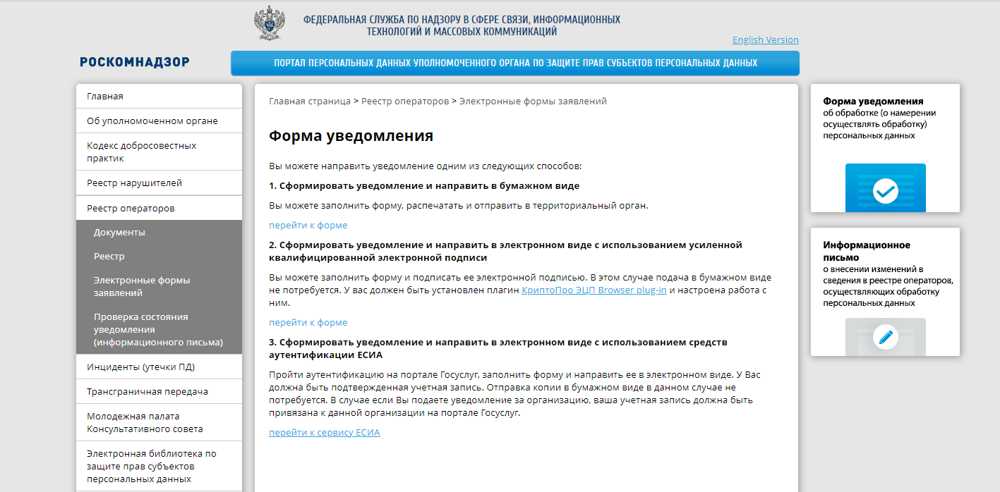 ФЕДЕРАЛЬНАЯ СЛУЖБА ПО НАДЗОРУ В СФЕРЕ СВЯЗИ, ИНФОРМАЦИОННЫХ
ТЕХНОЛОГИЙ И МАССОВЫХ КОММУНИКАЦИЙ
English Version
РОСКОМНАДЗОР
ПОРТАЛ ПЕРСОНАЛЬНЫХ ДАННЫХ УПОЛНОМОЧЕННОГО ОРГАНА ПО ЗАЩИТЕ ПРАВ СУБЪЕКТОВ ПЕРСОНАЛЬНЫХ ДАННЫХ
Главная
Об уполномоченном органе
Кодекс добросовестных
практик
Реестр нарушителей
Реестр операторов
Документы
Реестр
Электронные формы
заявлений
Проверка состояния
уведомления
(информационного письма)
Инциденты (утечки ПД)
Трансграничная передача
Молодежная палата
Консультативного совета
Электронная библиотека по
защите прав субъектов
персональных данных
Главная страница > Реестр операторов > Электронные формы заявлений
Форма уведомления
Вы можете направить уведомление одним из следующих способов:
1. Сформировать уведомление и направить в бумажном виде
Вы можете заполнить форму, распечатать и отправить в территориальный орган.
перейти к форме
2. Сформировать уведомление и направить в электронном виде с использованием усиленной
квалифицированной электронной подписи
Вы можете заполнить форму и подписать ее электронной подписью. В этом случае подача в бумажном виде
не потребуется. У вас должен быть установлен плагин КриптоПро ЭЦП Browser plug-in и настроена работа с
ним.
перейти к форме
3. Сформировать уведомление и направить в электронном виде с использованием средств
аутентификации ЕСИА
Пройти аутентификацию на портале Госуслуг, заполнить форму и направить ее в электронном виде. У Вас
должна быть подтвержденная учетная запись. Отправка копии в бумажном виде в данном случае не
потребуется. В случае если Вы подаете уведомление за организацию, ваша учетная запись должна быть
привязана к данной организации на портале Госуслуг.
перейти к сервису ЕСИА
Форма уведомления
об обработке (о намерении
осуществлять обработку)
персональных данных
Информационное
письмо
о внесении изменений в
сведения в реестре операторов,
осуществляющих обработку
персональных данных